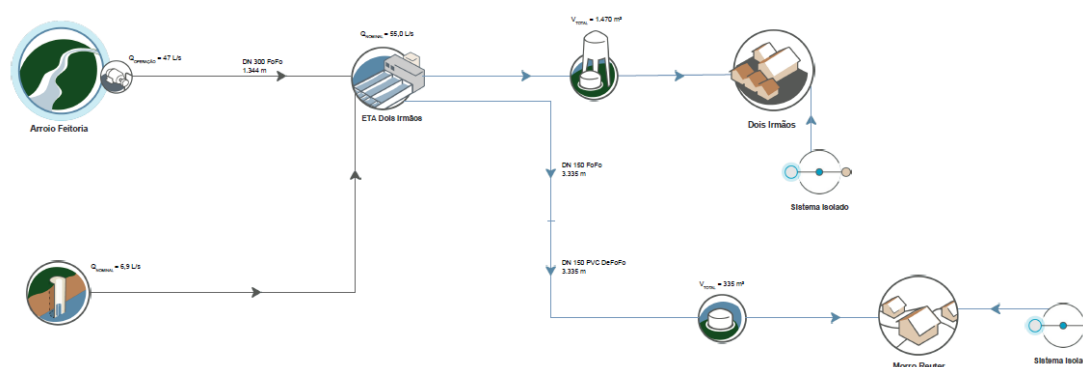 V TOTAL = 1.470 m³
Q NOMINAL = 55,0 L/s
Q OPERAÇÃO = 47 L/s
DN 300 FoFo
1.344 m
Arroio Feitoria
ETA Dois Irmãos
Dois Irmãos
DN 150 FoFo
3.335 m
Sistema Isolado
Q NOMINAL = 6,9 L/s
DN 150 PVC DeFoFo
3.335 m
V TOTAL = 335 m³
Morro Reuter
Sistema Isola